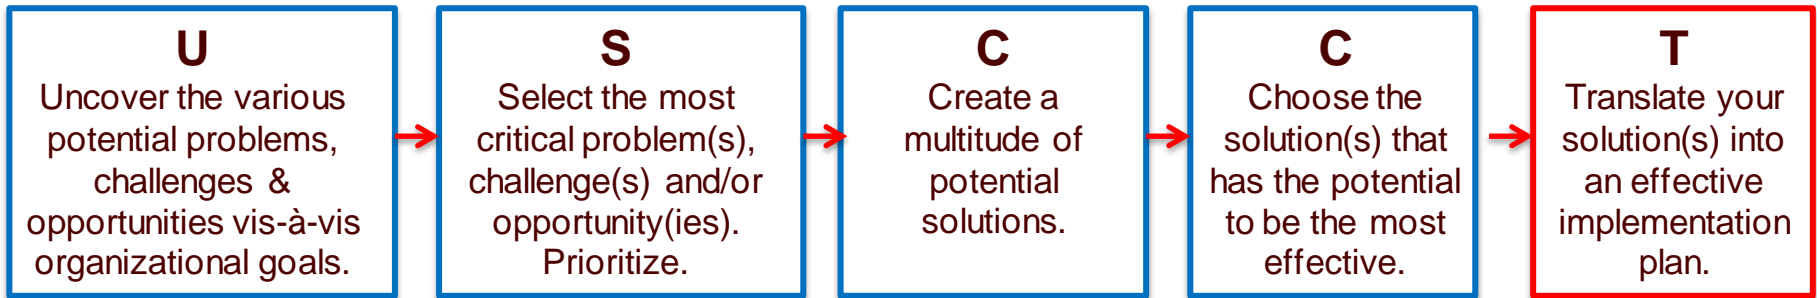 U
Uncover the various
potential problems,
challenges &
opportunities vis-à-vis
organizational goals.
S
Select the most
critical problem(s),
challenge(s) and/or
opportunity(ies).
Prioritize.
C
Create a
multitude of
potential
solutions.
C
Choose the
solution(s) that
has the potential
to be the most
effective.
T
Translate your
solution(s) into
an effective
implementation
plan.